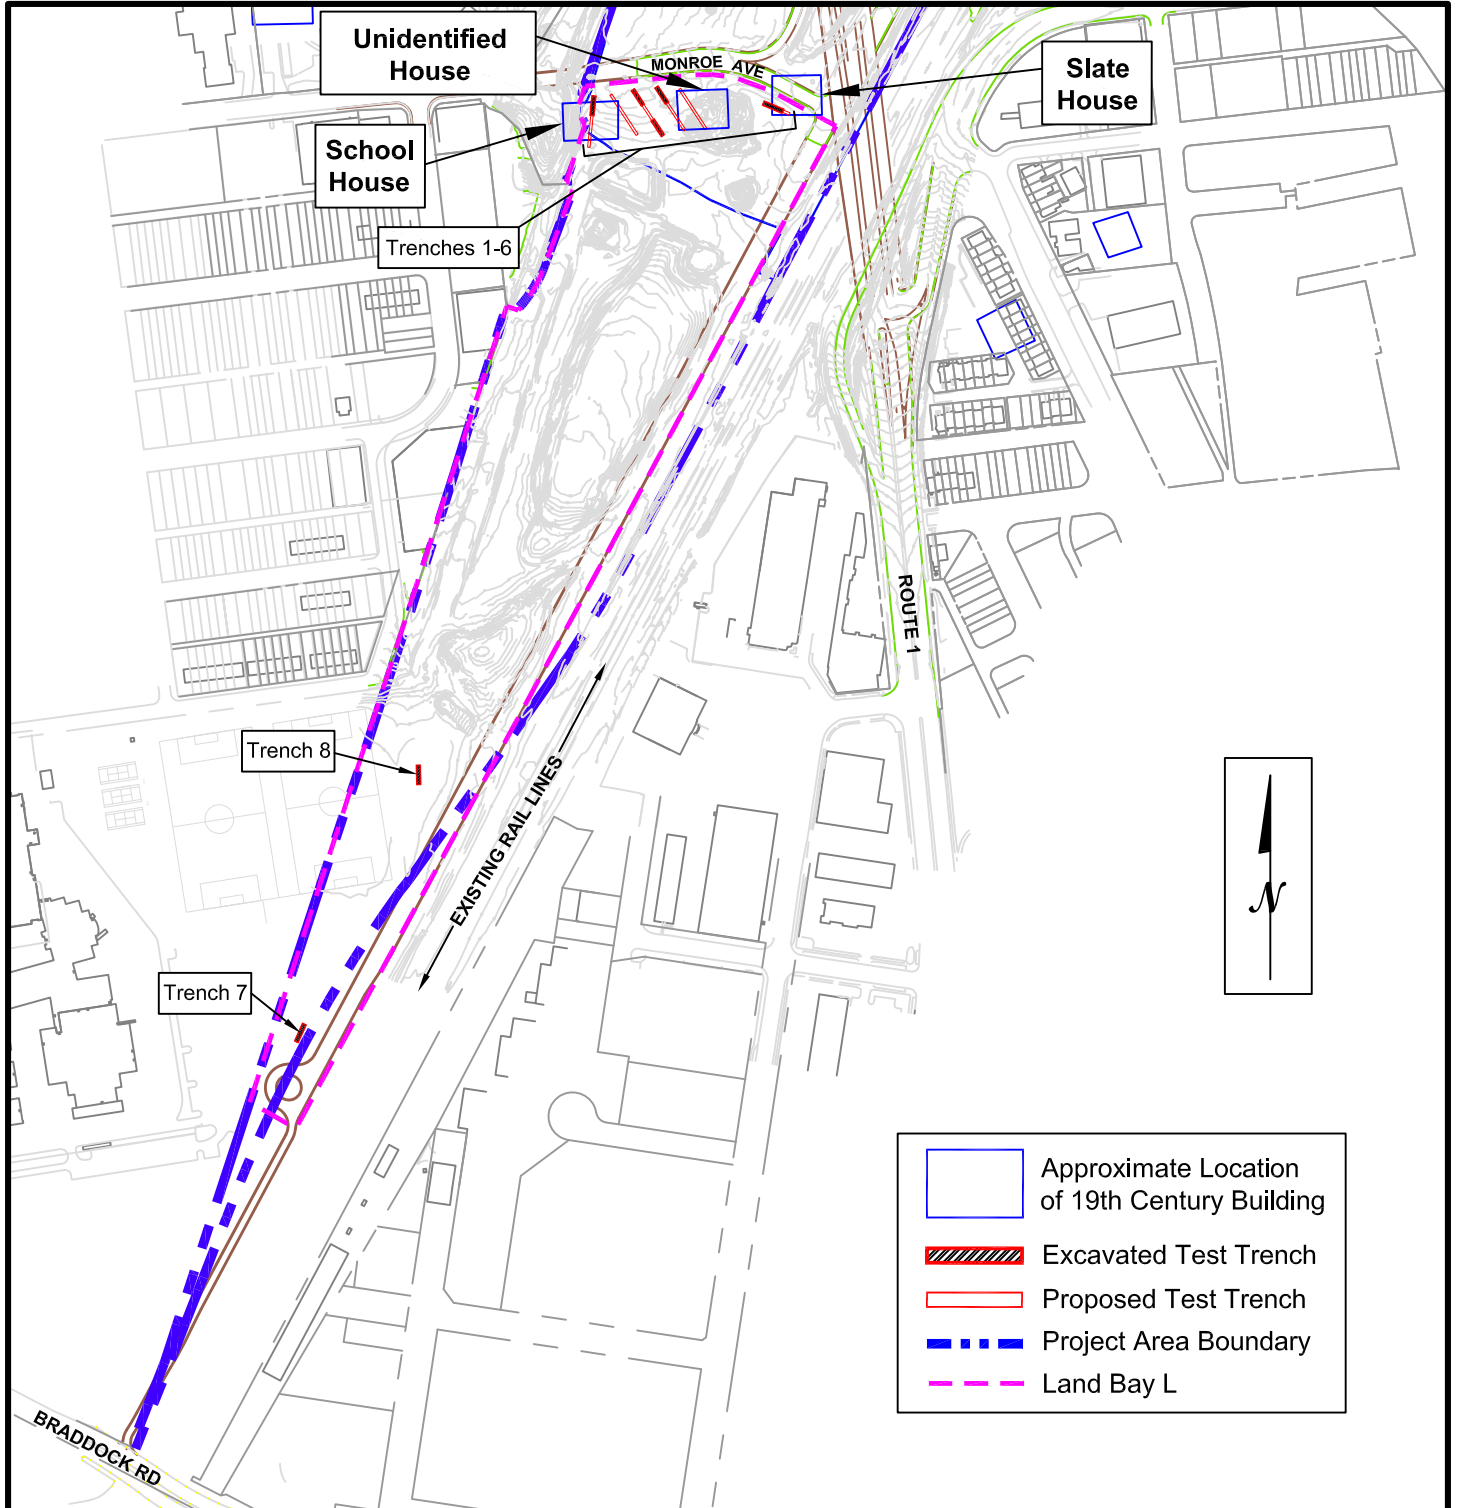 Unidentified
House
MONROE AVE
Slate
House
School
House
Trenches 1-6
ROUTE 1
Trench 8
EXISTING RAIL LINES
Trench 7
N
Approximate Location
of 19th Century Building
Excavated Test Trench
Proposed Test Trench
Project Area Boundary
Land Bay L
BRADDOCK RD